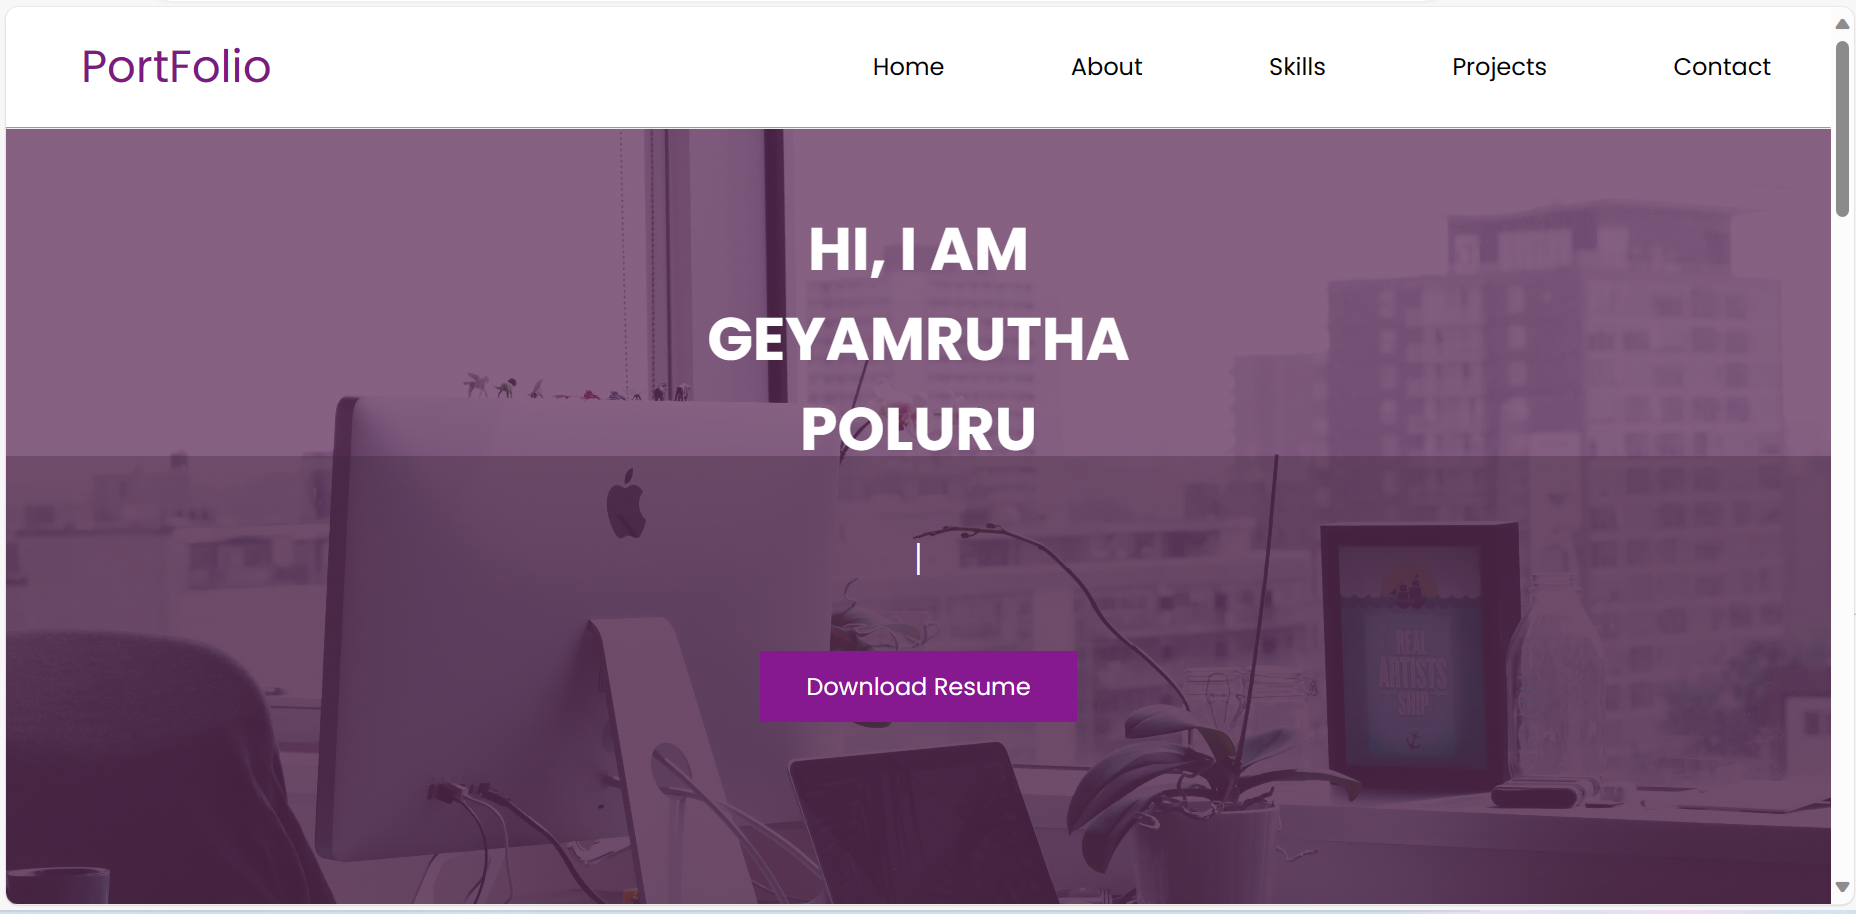 PortFolio
Home About Skills Projects Contact
HI, I AM
GEYAMRUTHA
POLURU
|
Download Resume
REAL
ARTISTS
SHIP